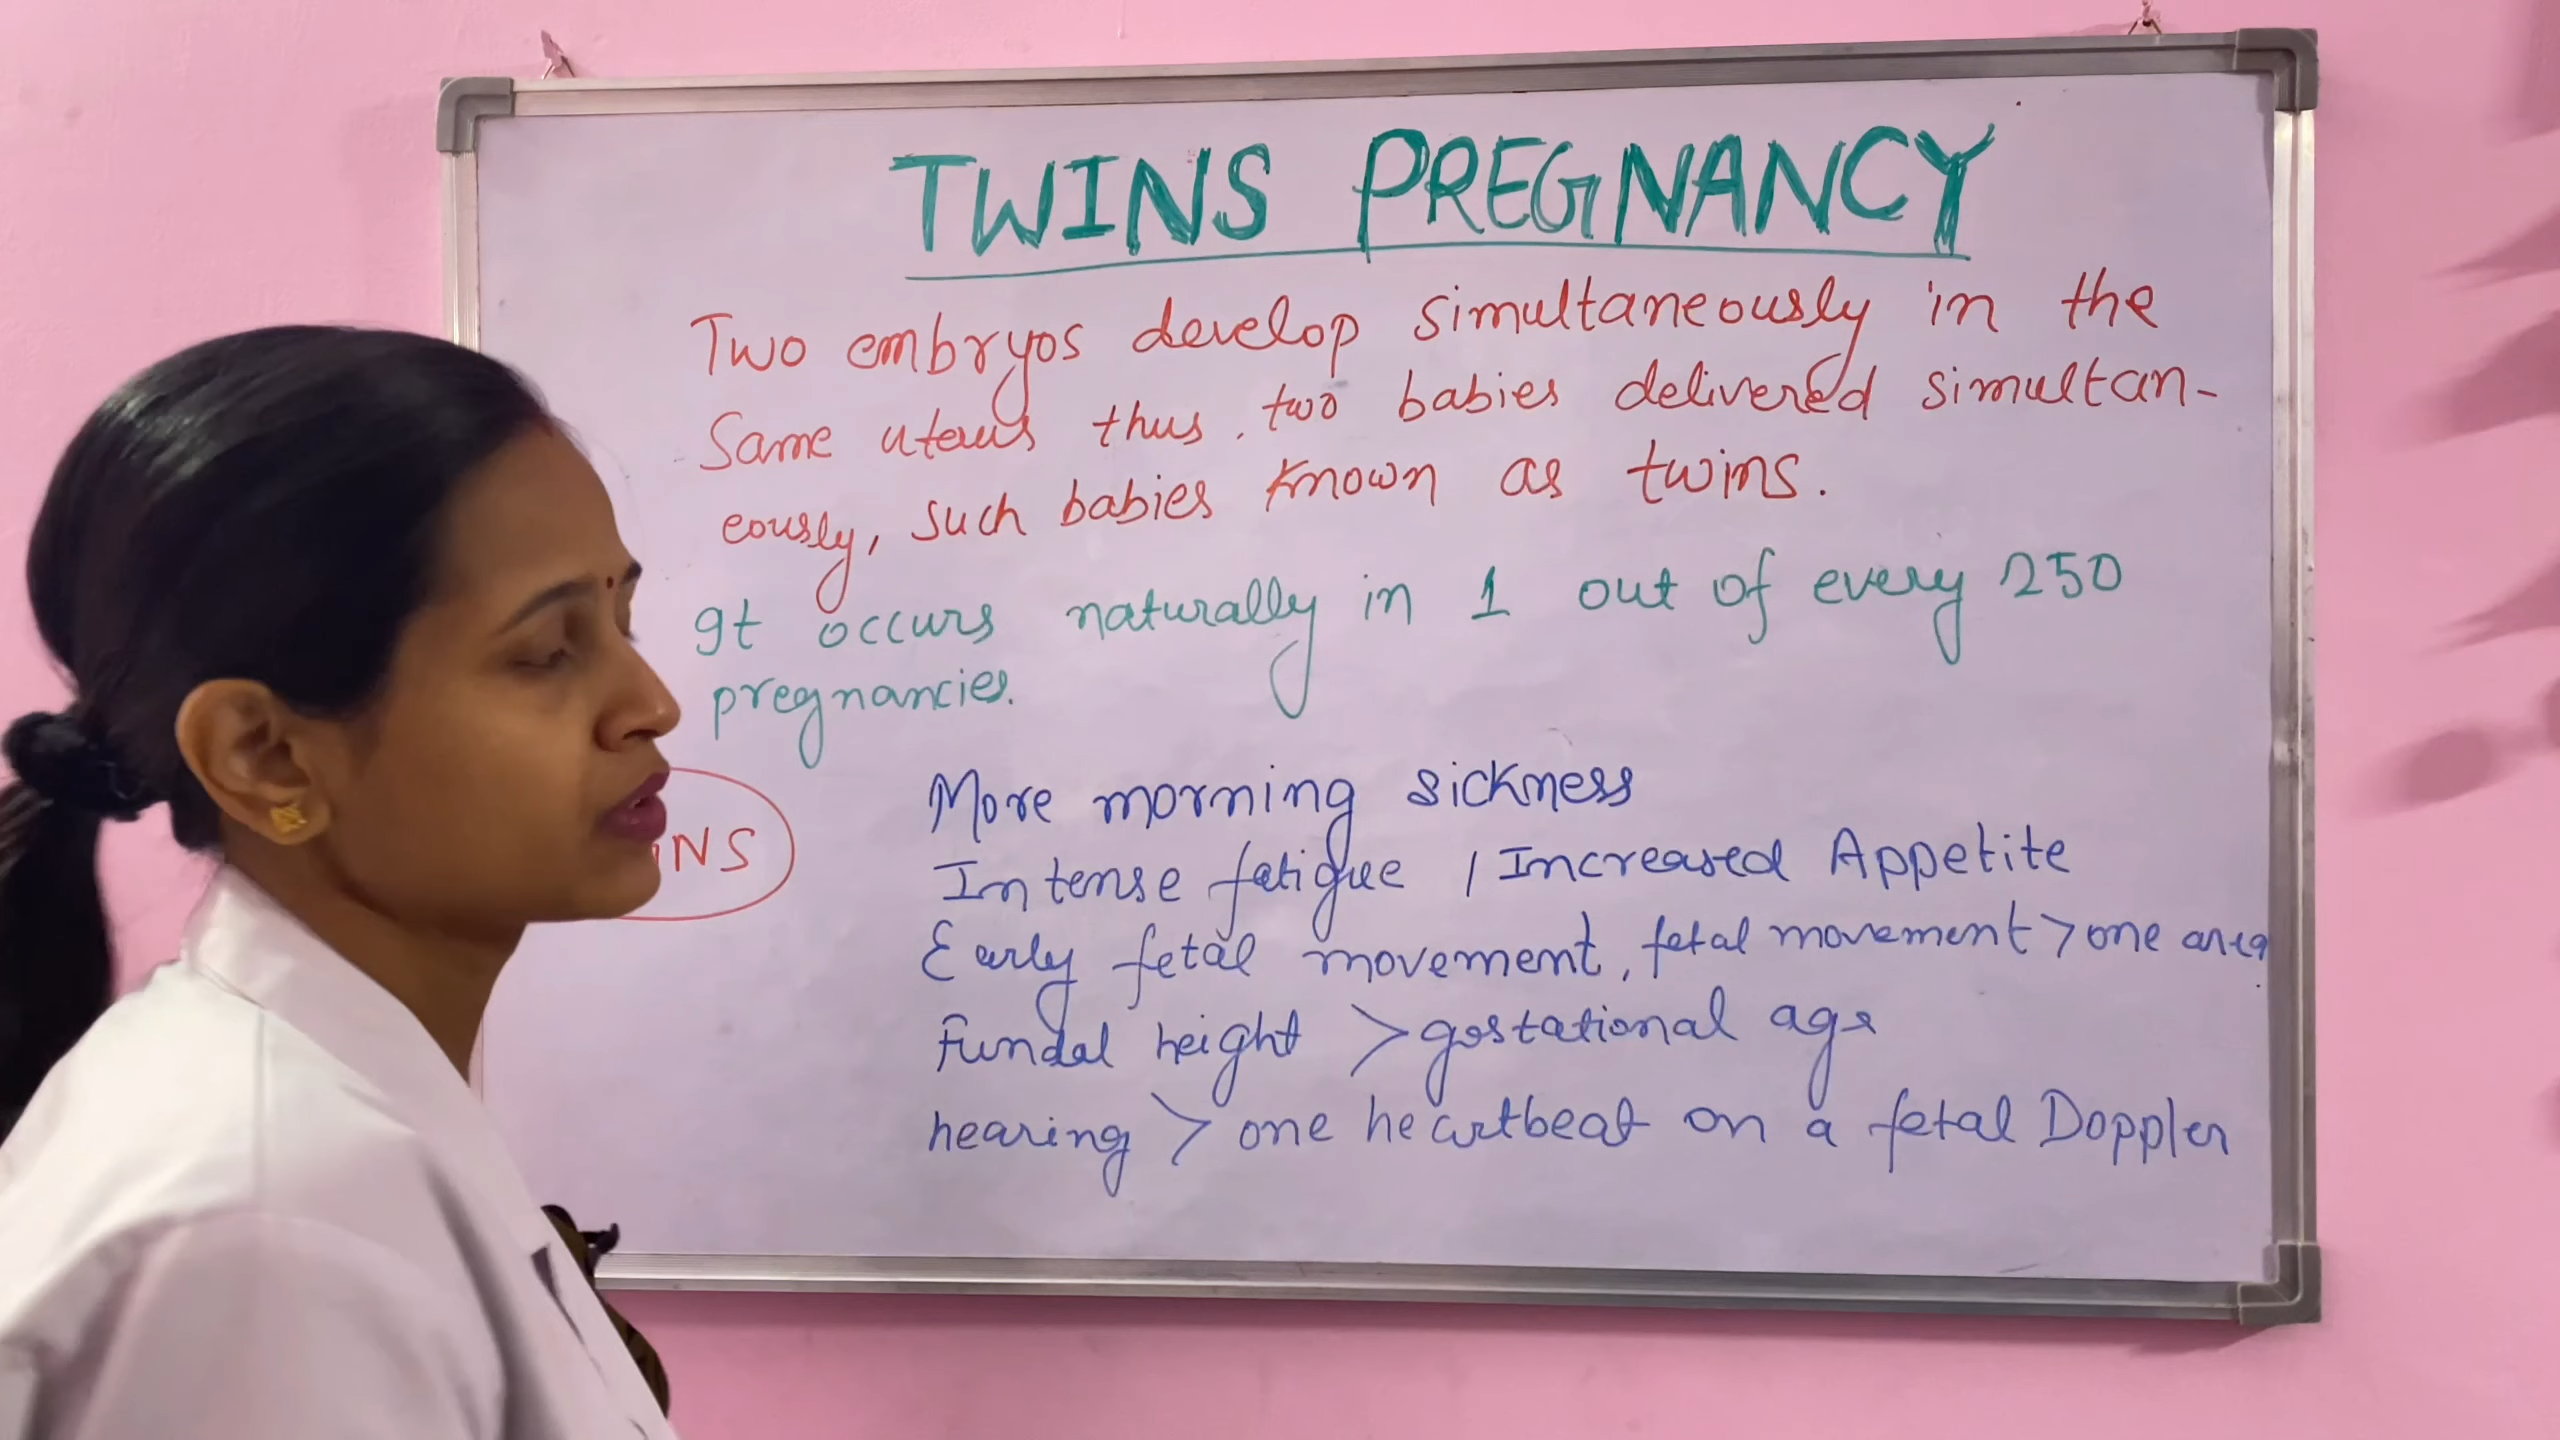 TWINS PREGNANCY
Two embryos develop simultaneously in the
Same uterus thus, two babies delivered simultan-
eously, such babies known as twins.
It occurs naturally in 1 out of every 250
pregnancies.
More morning sickness
INS
Intense fatigue / Increased Appetite
Early fetal movement, fetal movement > one area
Fundal height > gestational age
hearing > one heartbeat on a fetal Doppler